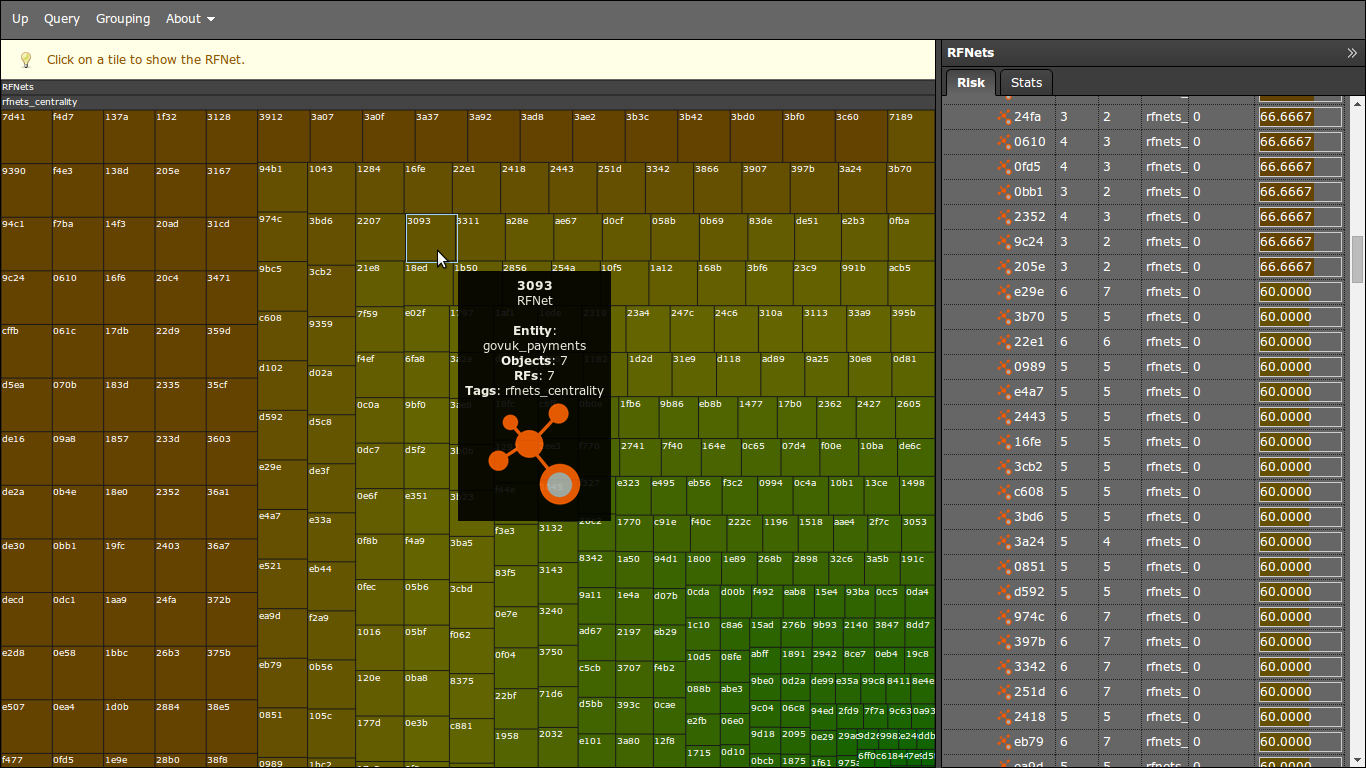 Up Query Grouping About
Click on a tile to show the RFNet.
RFNets
rfnets_centrality
7d41 f4d7 137a 1f32 3128 3912 3a07 3a0f 3a37 3a92 3ad8 3ae2 3b3c 3b42 3bd0 3bf0 3c60 7189
9390 f4e3 138d 205e 3167 94b1 1043 1284 16fe 22e1 2418 2443 251d 3342 3866 3907 397b 3a24 3b70
94c1 f7ba 14f3 20ad 31cd 974c 3bd6 2207 3093 3311 a28e ae67 d0cf 058b 0b69 83de de51 e2b3 0fba
9c24 0610 16f6 20c4 3471 9bc5 3cb2 21e8 18ed 1b50 2856 254a 10f5 1a12 168b 3bf6 23c9 991b acb5
cffb 061c 17db 22d9 359d c608 9359 7f59 e02f 23a4 247c 24c6 310a 3113 33a9 395b
d5ea 070b 183d 2335 35cf d102 d02a f4ef 6fa8 1d2d 31e9 d118 ad89 9a25 30e8 0d81
de16 09a8 1857 233d 3603 d592 d5c8 0c0a 9bf0 1fb6 9b86 eb8b 1477 17b0 2362 2427 2605
de2a 0b4e 18e0 2352 36a1 e29e de3f 0dc7 d5f2 2741 7f40 164e 0c65 07d4 f00e 10ba de6c
de30 0bb1 19fc 2403 36a7 e4a7 e33a 0e6f e351 e323 e495 eb56 f3c2 0994 0c4a 10b1 13ce 1498
decd 0dc1 1aa9 24fa 372b e521 eb44 0f8b f4a9 3ba5 f3e3 3132 1770 c91e f40c 222c 1196 1518 aae4 2f7c 3053
e2d8 0e58 1bbc 26b3 375b ea9d f2a9 0fec 05b6 3cbd 83f5 3143 8342 1a50 94d1 1800 1e89 268b 2898 32c6 3a5b 191c
e507 0ea4 1d0b 2884 38e5 eb79 0b56 1016 05bf f062 0e7e 3240 9a11 1e4a d07b 0cda d00b f492 eab8 15e4 93ba 0cc5 0da4
f477 0fd5 1e9e 28b0 38f8 0851 105c 120e 0ba8 8375 0f04 3750 ad67 2197 eb29 1c10 c8a6 15ad 276b 9b93 2140 3847 8dd7
0989 177d 0e3b c881 22bf 71d6 c5cb 3707 f4b2 10d5 08fe abff 1891 2942 8ce7 0eb4 19c8
1958 2032 d5bb 393c 0cae 088b abe3 9be0 0d2a de99 e35a 99c8 8411 8e4e
e101 3a80 12f8 e2fb 06e0 9c04 06c8 94ed 2fd9 7f7a 9c63 0a93
1715 0d10 9d18 2095 0e29
0bcb 1875 1f61
3093
RFNet
Entity:
govuk_payments
Objects: 7
RFs: 7
Tags: rfnets_centrality
RFNets
Risk Stats
24fa 3 2 rfnets_ 0 66.6667
0610 4 3 rfnets_ 0 66.6667
0fd5 4 3 rfnets_ 0 66.6667
0bb1 3 2 rfnets_ 0 66.6667
2352 4 3 rfnets_ 0 66.6667
9c24 3 2 rfnets_ 0 66.6667
205e 3 2 rfnets_ 0 66.6667
e29e 6 7 rfnets_ 0 60.0000
3b70 5 5 rfnets_ 0 60.0000
22e1 6 6 rfnets_ 0 60.0000
0989 5 5 rfnets_ 0 60.0000
e4a7 5 5 rfnets_ 0 60.0000
2443 5 5 rfnets_ 0 60.0000
16fe 5 5 rfnets_ 0 60.0000
3cb2 5 5 rfnets_ 0 60.0000
c608 5 5 rfnets_ 0 60.0000
3bd6 5 5 rfnets_ 0 60.0000
3a24 5 4 rfnets_ 0 60.0000
0851 5 5 rfnets_ 0 60.0000
d592 5 5 rfnets_ 0 60.0000
974c 6 7 rfnets_ 0 60.0000
397b 6 7 rfnets_ 0 60.0000
3342 6 7 rfnets_ 0 60.0000
251d 6 7 rfnets_ 0 60.0000
2418 5 5 rfnets_ 0 60.0000
eb79 6 7 rfnets_ 0 60.0000